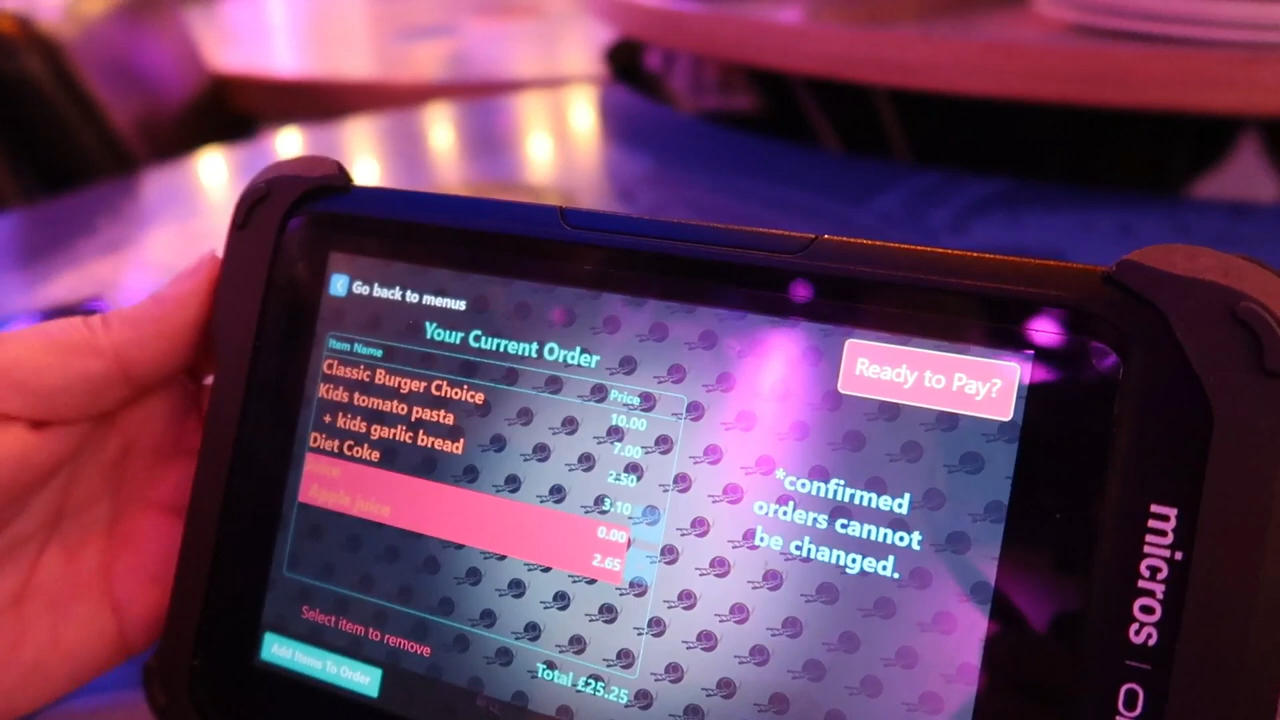 Go back to menus
Your Current Order
Item Name Price
Classic Burger Choice 10.00
Kids tomato pasta 7.00
+ kids garlic bread 2.50
Diet Coke 3.10
Juice 0.00
Apple juice 2.65
Select item to remove
Add Items To Order
Total £25.25
Ready to Pay?
*confirmed
orders cannot
be changed.
micros